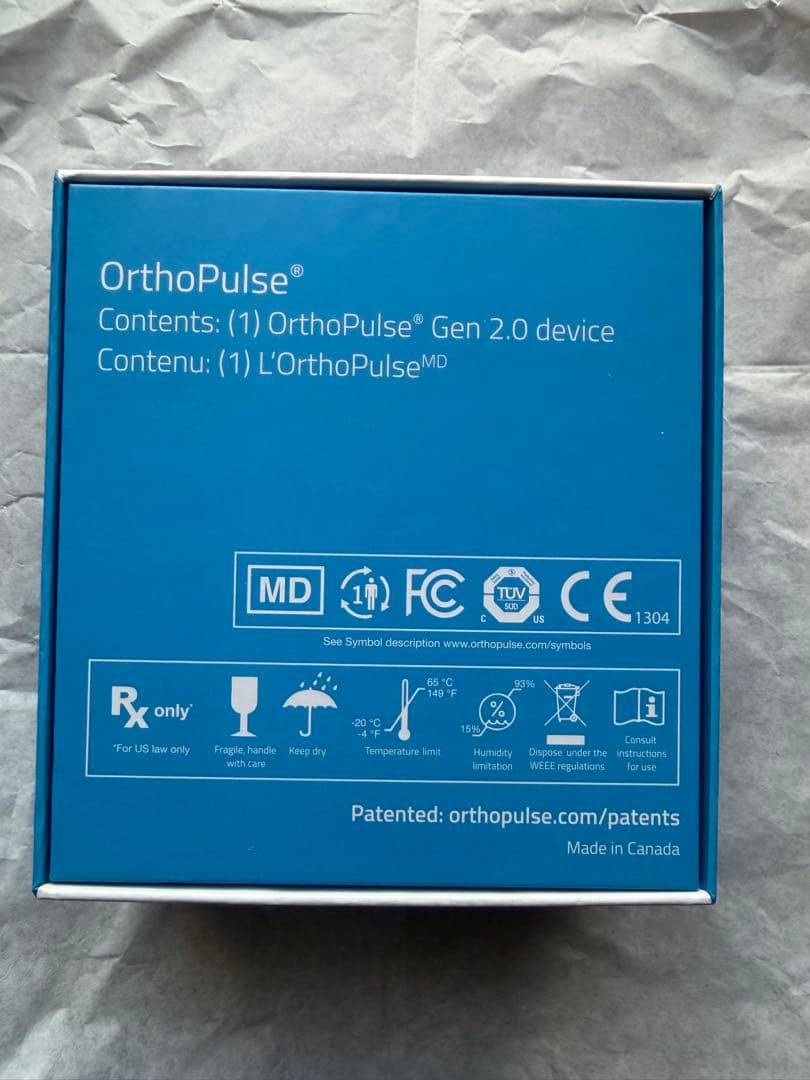 OrthoPulse®
Contents: (1) OrthoPulse® Gen 2.0 device
Contenu: (1) L'OrthoPulseMD
MD 1 FC TÜV SÜD C US CE 1304
See Symbol description www.orthopulse.com/symbols
Rx only*
*For US law only
Fragile, handle
with care
Keep dry
65 °C
149 °F
-20 °C
-4 °F
Temperature limit
93%
%
15%
Humidity
limitation
Dispose under the
WEEE regulations
i
Consult
instructions
for use
Patented: orthopulse.com/patents
Made in Canada